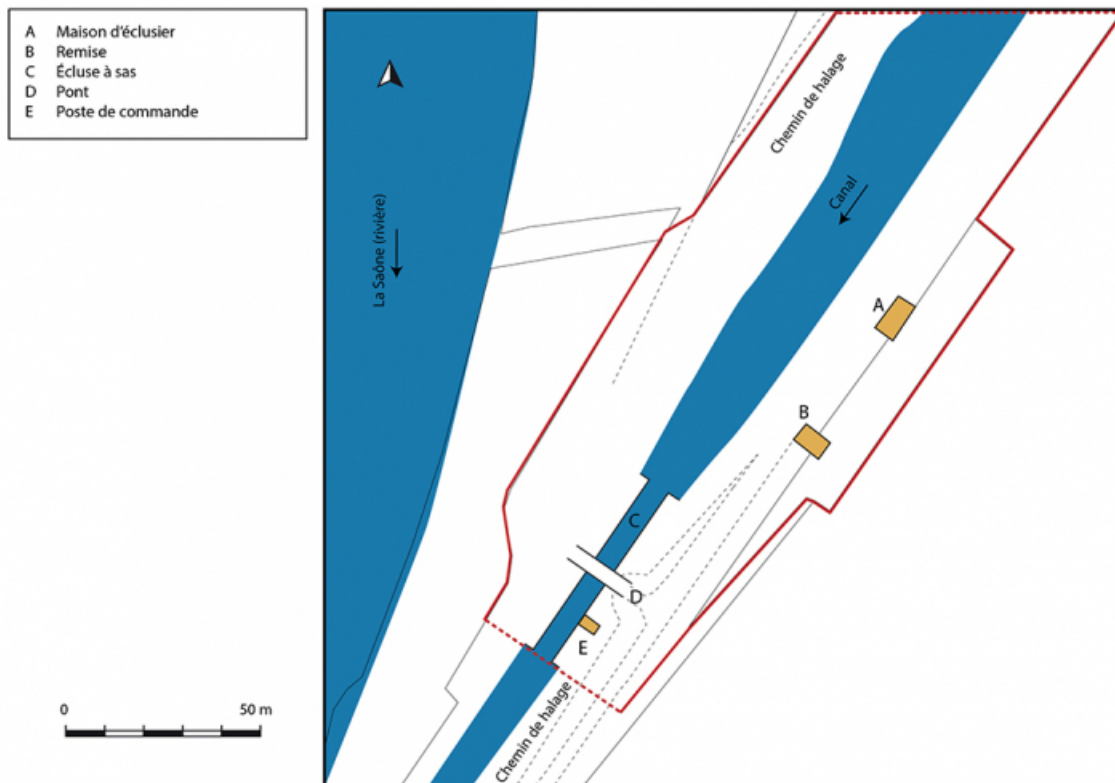 A Maison d'éclusier
B Remise
C Écluse à sas
D Pont
E Poste de commande
Chemin de halage
Canal
La Saône (rivière)
A
B
C
D
E
Chemin de halage
0 50 m